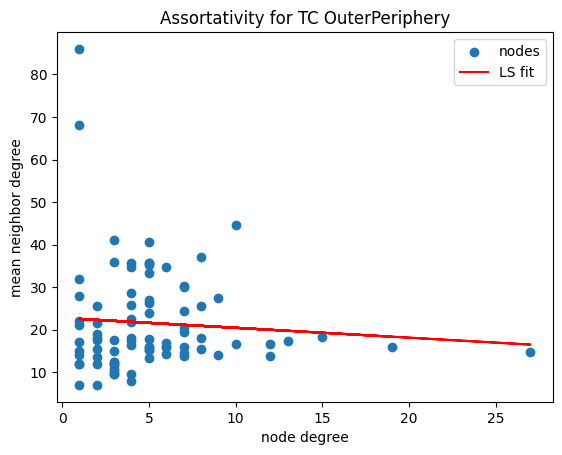 Assortativity for TC OuterPeriphery
nodes
LS fit
mean neighbor degree
80
70
60
50
40
30
20
10
0
5
10
15
20
25
node degree